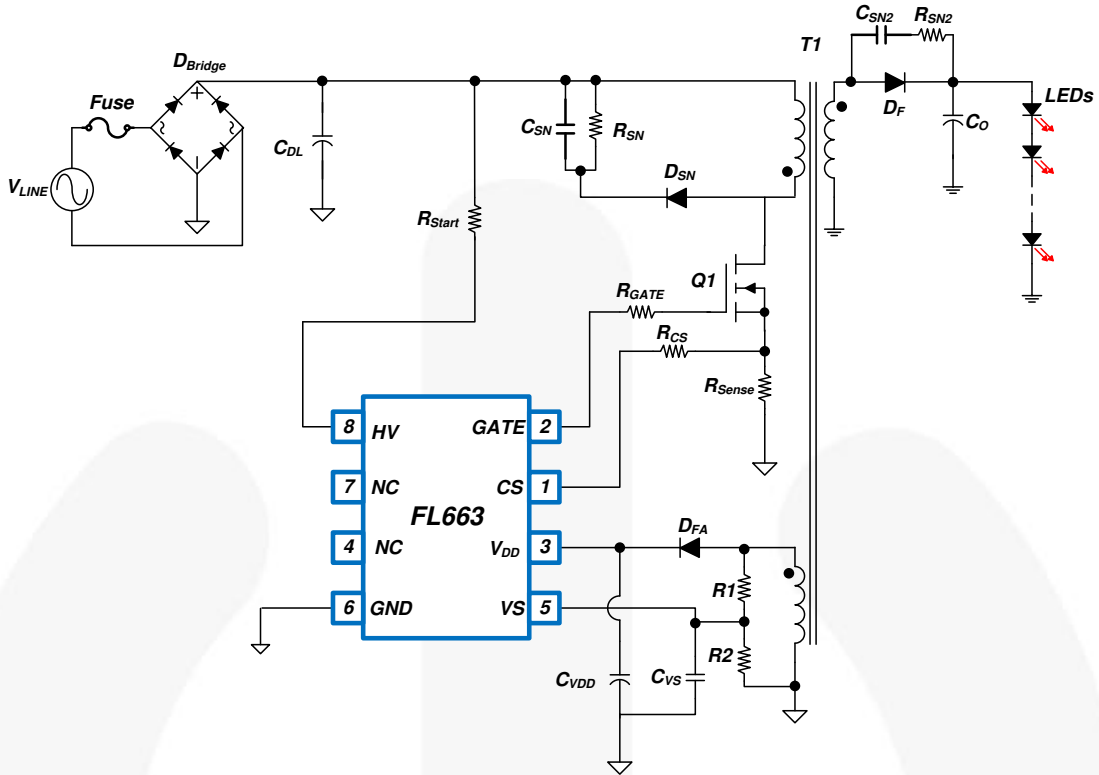 C_SN2
R_SN2
T1
D_Bridge
Fuse
LEDs
D_F
C_O
C_SN
R_SN
C_DL
D_SN
V_LINE
R_Start
Q1
R_GATE
R_CS
R_Sense
8 HV GATE 2
7 NC CS 1
FL663
4 NC V_DD 3
6 GND VS 5
D_FA
R1
R2
C_VDD
C_VS